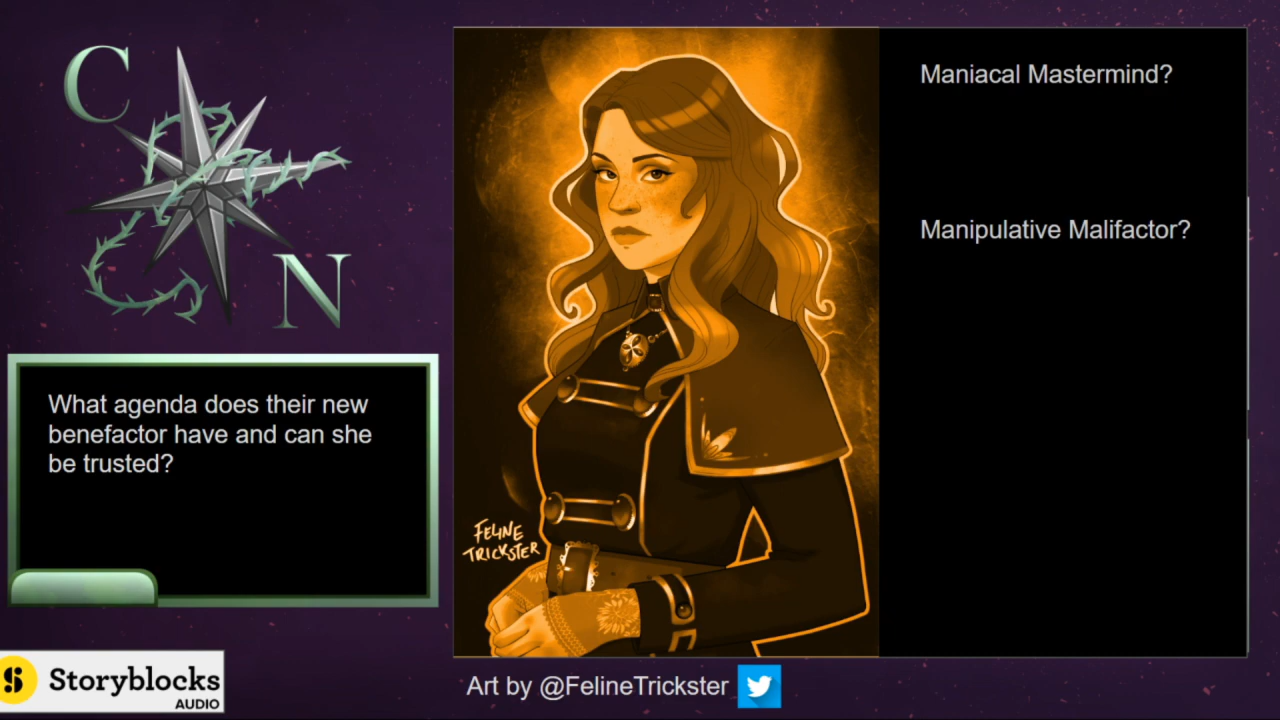 C
N
What agenda does their new
benefactor have and can she
be trusted?
Maniacal Mastermind?
Manipulative Malifactor?
FELINE
TRICKSTER
Storyblocks
AUDIO
Art by @FelineTrickster